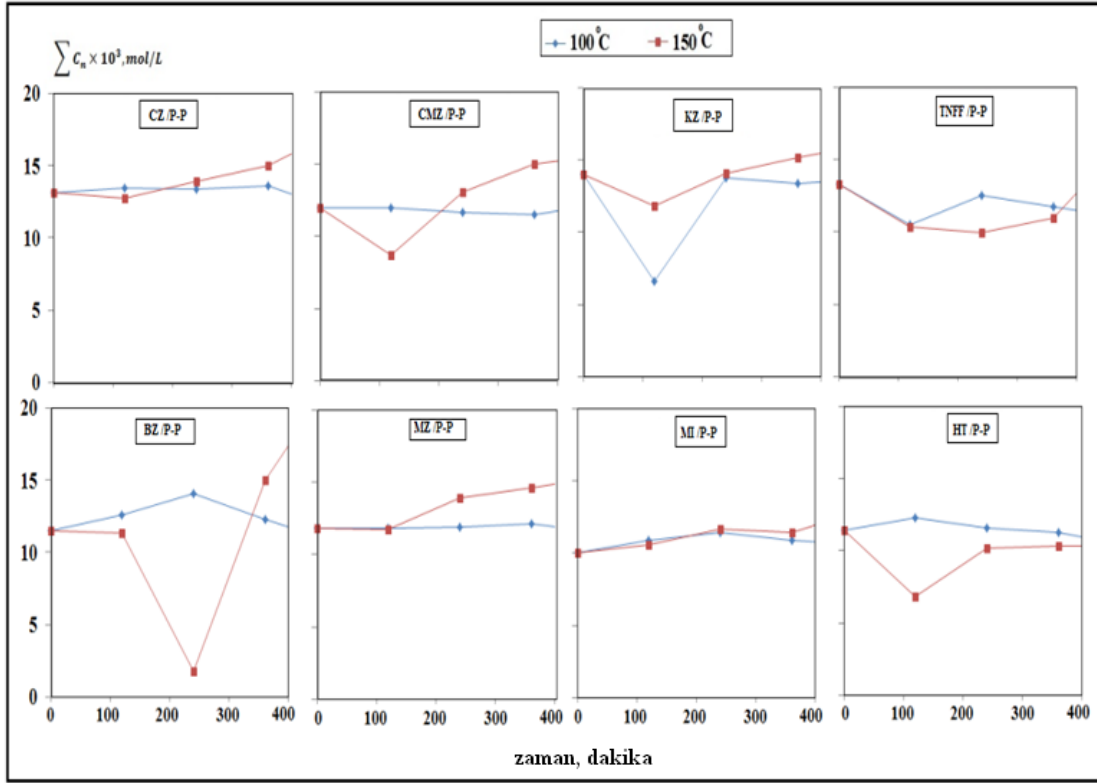 ∑ Cₙ × 10³, mol/L
100°C 150°C
20
15
10
5
0
CZ /P-P
CMZ /P-P
KZ /P-P
TNFF /P-P
20
15
10
5
0
BZ /P-P
MZ /P-P
MI /P-P
HT /P-P
0 100 200 300 400
0 100 200 300 400
0 100 200 300 400
0 100 200 300 400
zaman, dakika